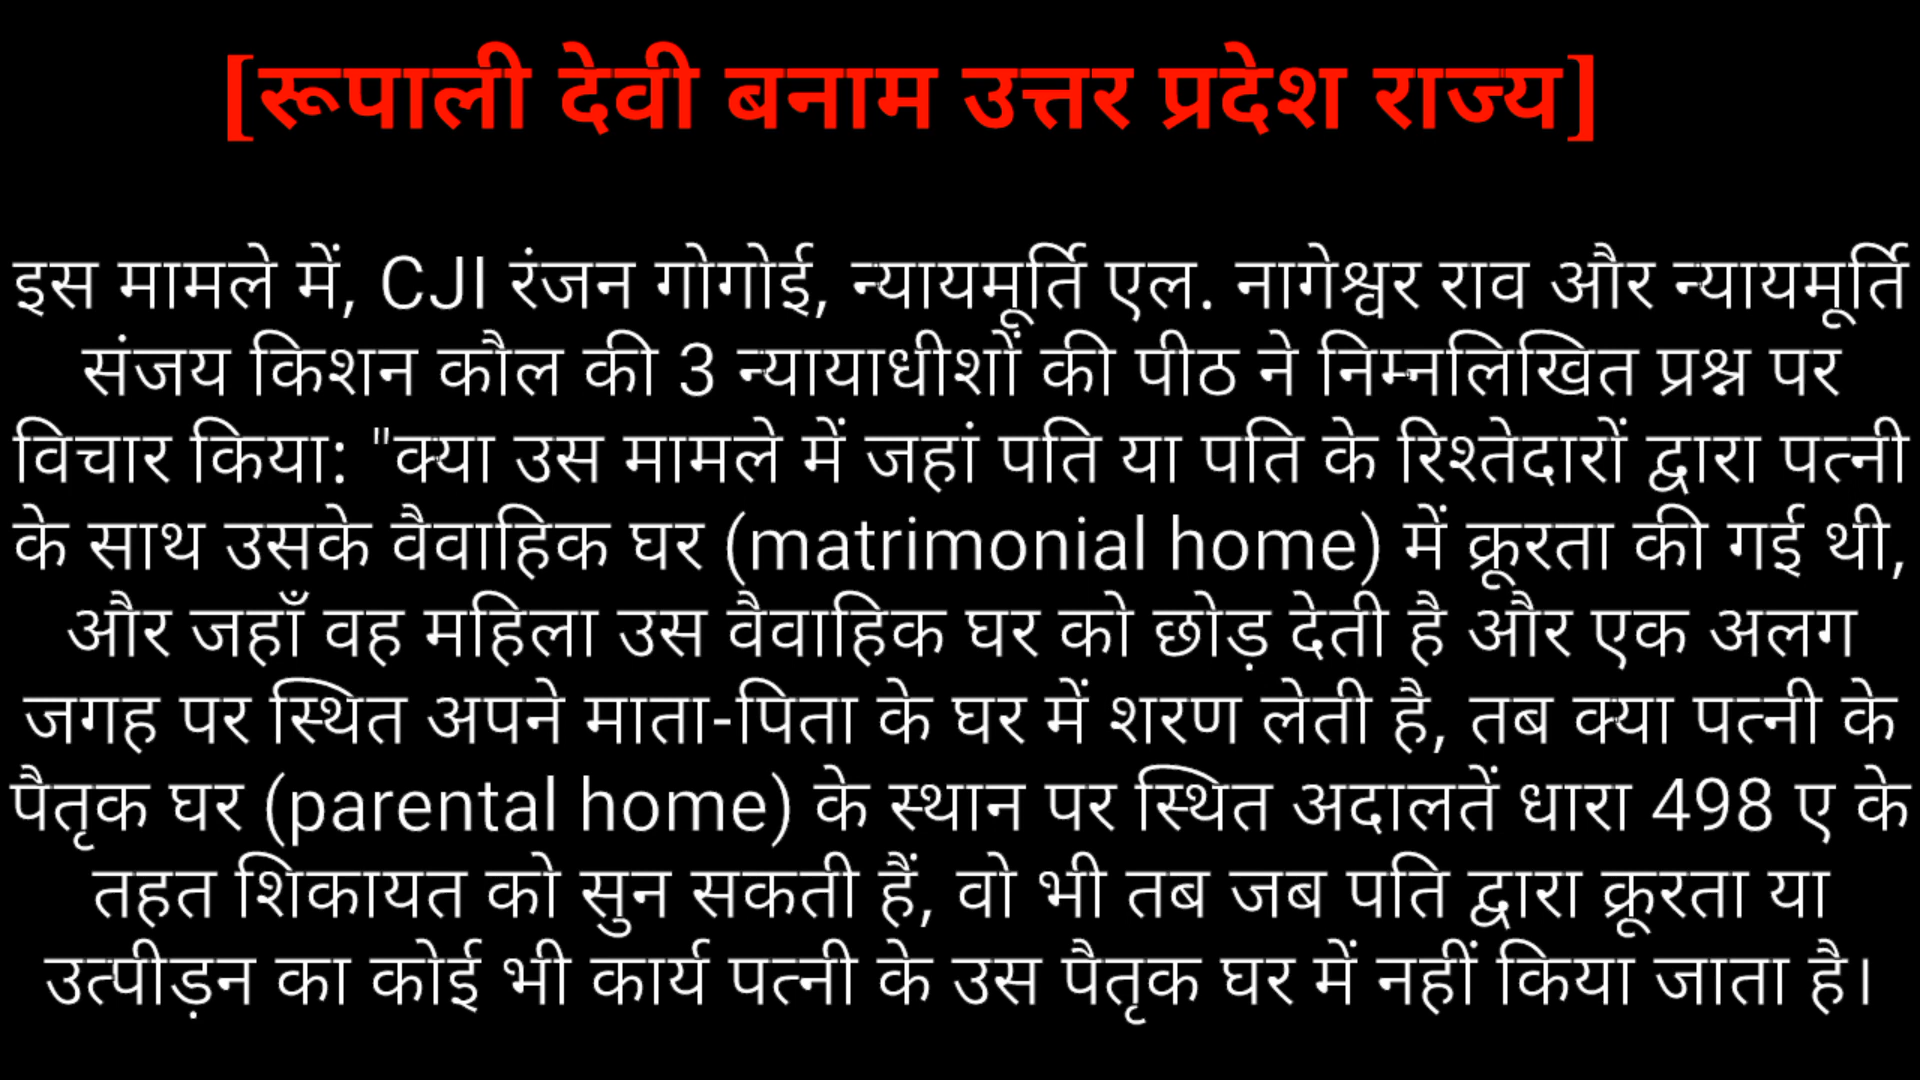 [रूपाली देवी बनाम उत्तर प्रदेश राज्य]
इस मामले में, CJI रंजन गोगोई, न्यायमूर्ति एल. नागेश्वर राव और न्यायमूर्ति
संजय किशन कौल की 3 न्यायाधीशों की पीठ ने निम्नलिखित प्रश्न पर
विचार किया: "क्या उस मामले में जहां पति या पति के रिश्तेदारों द्वारा पत्नी
के साथ उसके वैवाहिक घर (matrimonial home) में क्रूरता की गई थी,
और जहाँ वह महिला उस वैवाहिक घर को छोड़ देती है और एक अलग
जगह पर स्थित अपने माता-पिता के घर में शरण लेती है, तब क्या पत्नी के
पैतृक घर (parental home) के स्थान पर स्थित अदालतें धारा 498 ए के
तहत शिकायत को सुन सकती हैं, वो भी तब जब पति द्वारा क्रूरता या
उत्पीड़न का कोई भी कार्य पत्नी के उस पैतृक घर में नहीं किया जाता है।